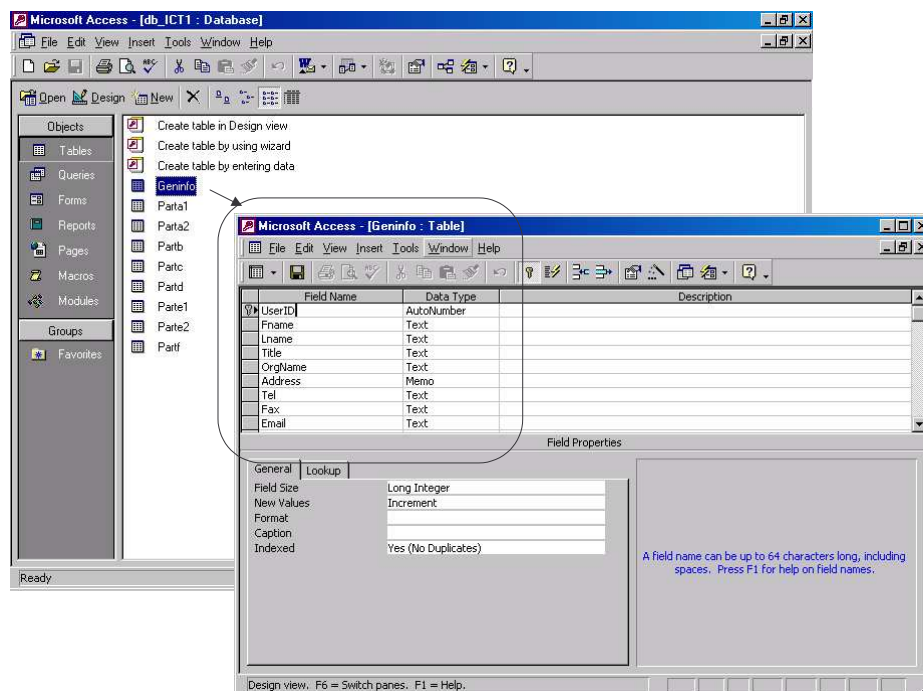 Microsoft Access - [db_ICT1 : Database]
File Edit View Insert Tools Window Help
Open Design New
Objects
Tables
Queries
Forms
Reports
Pages
Macros
Modules
Groups
Favorites
Create table in Design view
Create table by using wizard
Create table by entering data
Geninfo
Parta1
Parta2
Partb
Partc
Partd
Parte1
Parte2
Partf
Ready
Microsoft Access - [Geninfo : Table]
File Edit View Insert Tools Window Help
Field Name Data Type Description
UserID AutoNumber
Fname Text
Lname Text
Title Text
OrgName Text
Address Memo
Tel Text
Fax Text
Email Text
Field Properties
General Lookup
Field Size Long Integer
New Values Increment
Format
Caption
Indexed Yes (No Duplicates)
A field name can be up to 64 characters long, including
spaces. Press F1 for help on field names.
Design view. F6 = Switch panes. F1 = Help.